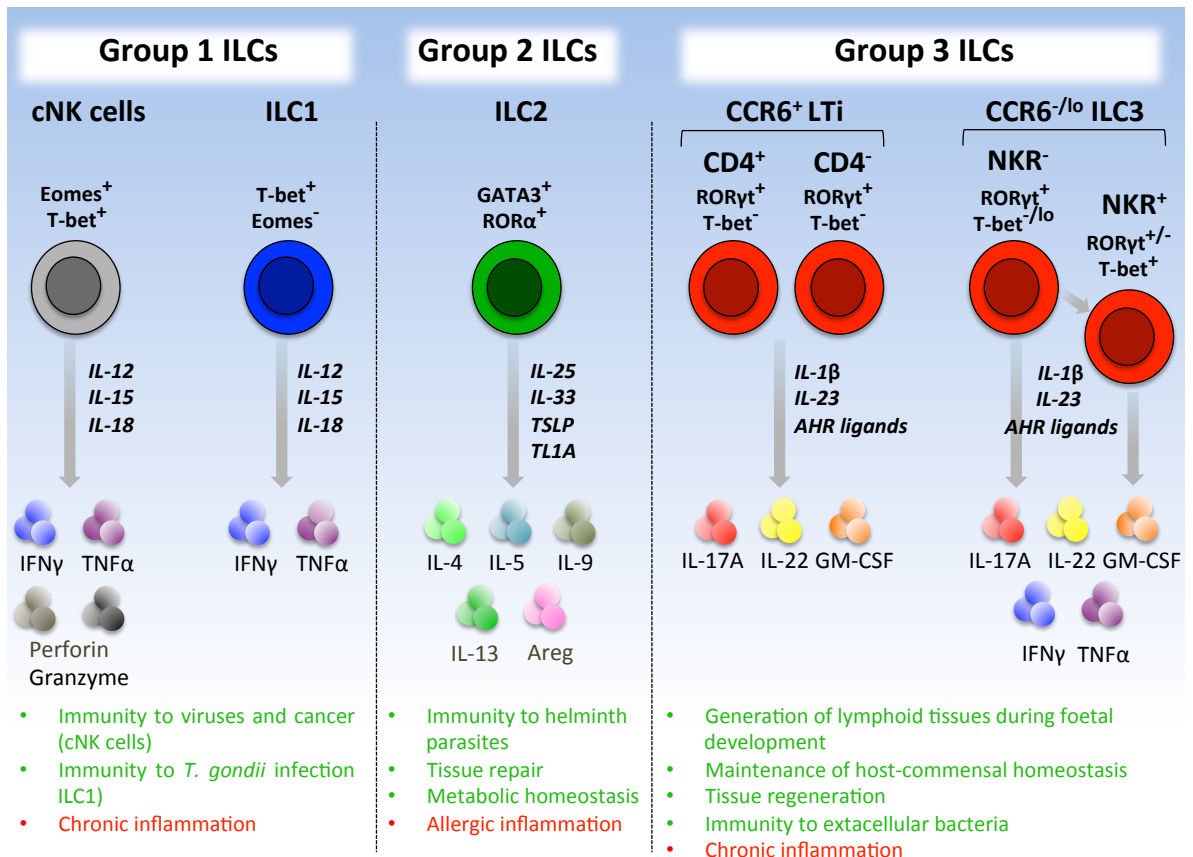 Group 1 ILCs
Group 2 ILCs
Group 3 ILCs
cNK cells
ILC1
ILC2
CCR6⁺ LTi
CCR6⁻/ˡᵒ ILC3
Eomes⁺
T-bet⁺
T-bet⁺
Eomes⁻
GATA3⁺
RORα⁺
CD4⁺
RORγt⁺
T-bet⁻
CD4⁻
RORγt⁺
T-bet⁻
NKR⁻
RORγt⁺
T-bet⁻/ˡᵒ
NKR⁺
RORγt⁺/⁻
T-bet⁺
IL-12
IL-15
IL-18
IL-12
IL-15
IL-18
IL-25
IL-33
TSLP
TL1A
IL-1β
IL-23
AHR ligands
IL-1β
IL-23
AHR ligands
IFNγ TNFα
Perforin
Granzyme
IFNγ TNFα
IL-4 IL-5 IL-9
IL-13 Areg
IL-17A IL-22 GM-CSF
IL-17A IL-22 GM-CSF
IFNγ TNFα
• Immunity to viruses and cancer
(cNK cells)
• Immunity to T. gondii infection
ILC1)
• Chronic inflammation
• Immunity to helminth
parasites
• Tissue repair
• Metabolic homeostasis
• Allergic inflammation
• Generation of lymphoid tissues during foetal
development
• Maintenance of host-commensal homeostasis
• Tissue regeneration
• Immunity to extacellular bacteria
• Chronic inflammation